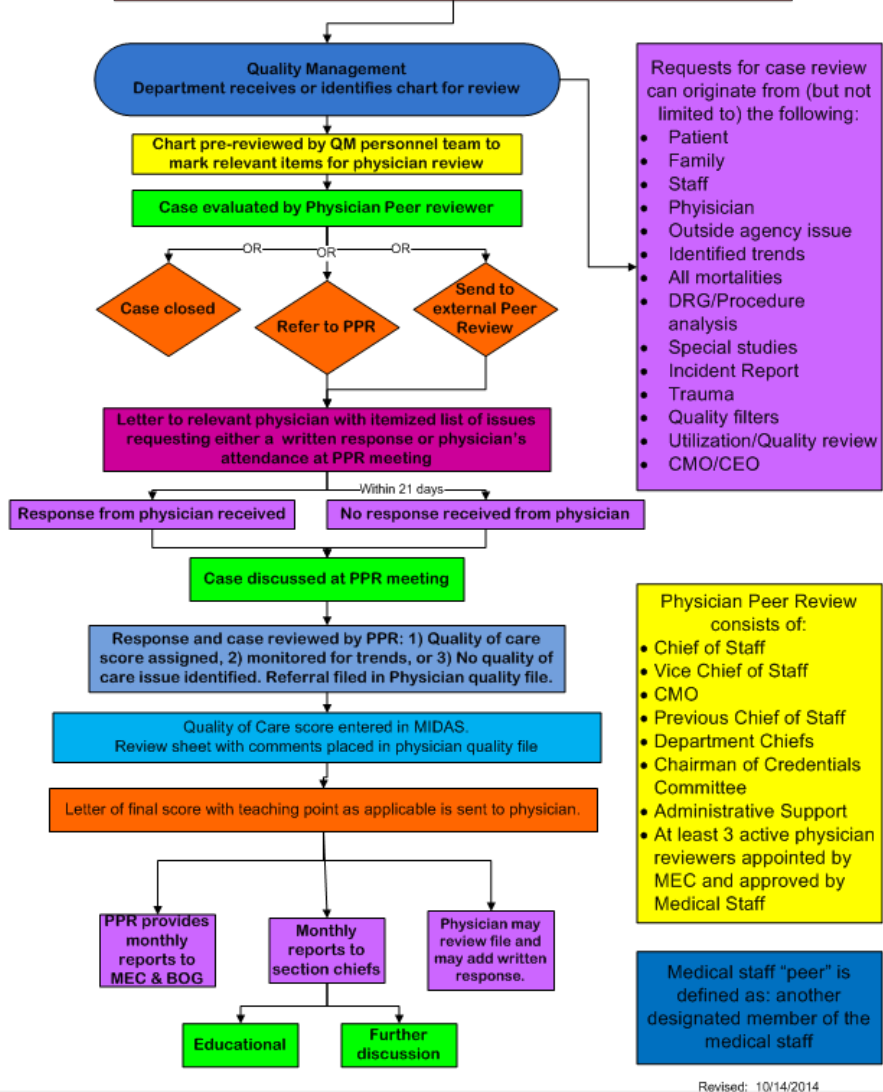 Quality Management
Department receives or identifies chart for review
Chart pre-reviewed by QM personnel team to
mark relevant items for physician review
Case evaluated by Physician Peer reviewer
OR
OR
OR
Case closed
Refer to PPR
Send to
external Peer
Review
Letter to relevant physician with itemized list of issues
requesting either a written response or physician's
attendance at PPR meeting
Within 21 days
Response from physician received
No response received from physician
Case discussed at PPR meeting
Response and case reviewed by PPR: 1) Quality of care
score assigned, 2) monitored for trends, or 3) No quality of
care issue identified. Referral filed in Physician quality file.
Quality of Care score entered in MIDAS.
Review sheet with comments placed in physician quality file
Letter of final score with teaching point as applicable is sent to physician.
PPR provides
monthly
reports to
MEC & BOG
Monthly
reports to
section chiefs
Physician may
review file and
may add written
response.
Educational
Further
discussion
Requests for case review
can originate from (but not
limited to) the following:
• Patient
• Family
• Staff
• Phyisician
• Outside agency issue
• Identified trends
• All mortalities
• DRG/Procedure
analysis
• Special studies
• Incident Report
• Trauma
• Quality filters
• Utilization/Quality review
• CMO/CEO
Physician Peer Review
consists of:
• Chief of Staff
• Vice Chief of Staff
• CMO
• Previous Chief of Staff
• Department Chiefs
• Chairman of Credentials
Committee
• Administrative Support
• At least 3 active physician
reviewers appointed by
MEC and approved by
Medical Staff
Medical staff "peer" is
defined as: another
designated member of the
medical staff
Revised: 10/14/2014